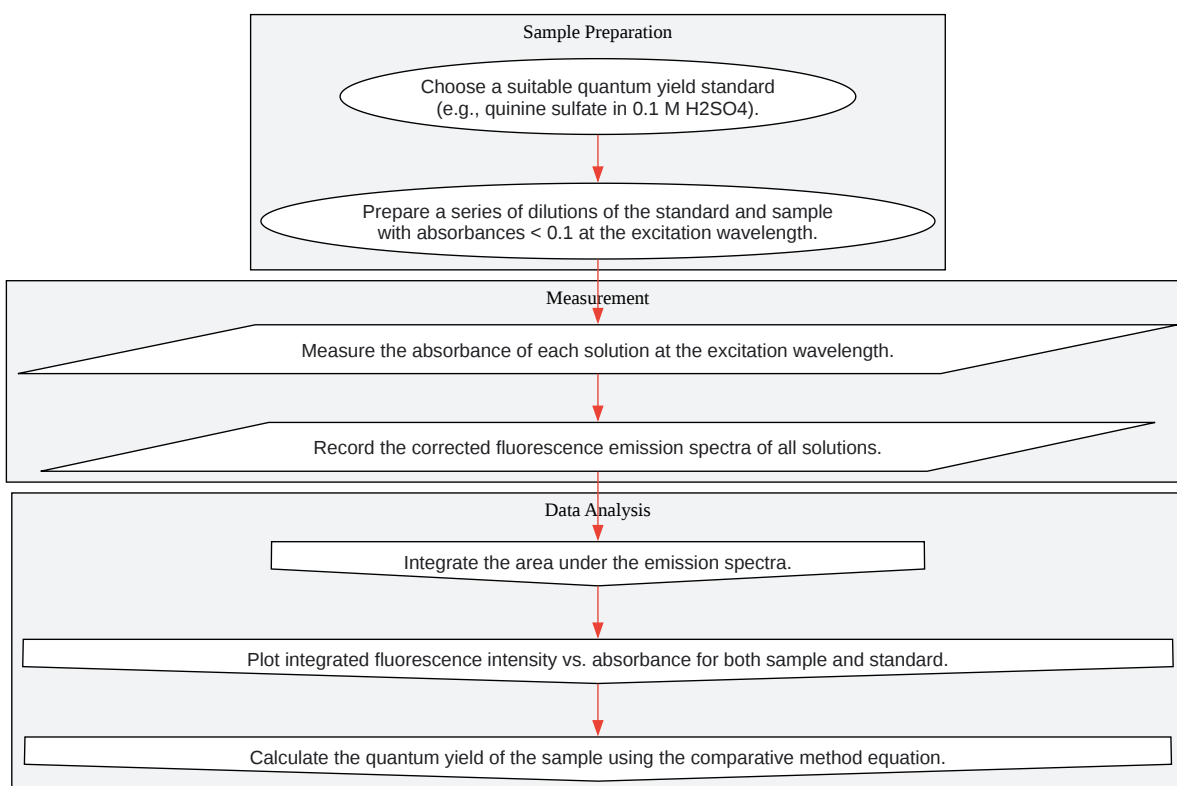 Sample Preparation
Choose a suitable quantum yield standard
(e.g., quinine sulfate in 0.1 M H2SO4).
Prepare a series of dilutions of the standard and sample
with absorbances < 0.1 at the excitation wavelength.
Measurement
Measure the absorbance of each solution at the excitation wavelength.
Record the corrected fluorescence emission spectra of all solutions.
Data Analysis
Integrate the area under the emission spectra.
Plot integrated fluorescence intensity vs. absorbance for both sample and standard.
Calculate the quantum yield of the sample using the comparative method equation.